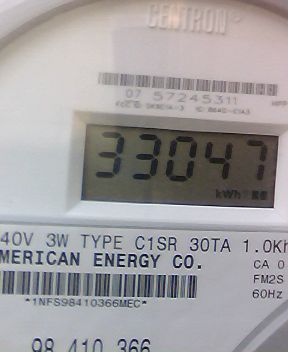 CENTRON®
07 57245311
33047
kWh
40V 3W TYPE C1SR 30TA 1.0Kh
MERICAN ENERGY CO.
CA 0
FM2S
60Hz
*1NFS98410366MEC*
98 410 366